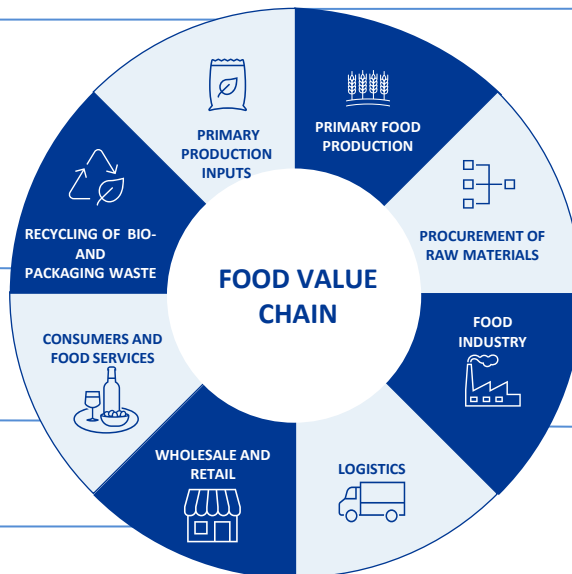 PRIMARY
PRODUCTION
INPUTS
PRIMARY FOOD
PRODUCTION
PROCUREMENT OF
RAW MATERIALS
FOOD
INDUSTRY
LOGISTICS
WHOLESALE AND
RETAIL
CONSUMERS AND
FOOD SERVICES
RECYCLING OF BIO-
AND
PACKAGING WASTE
FOOD VALUE
CHAIN